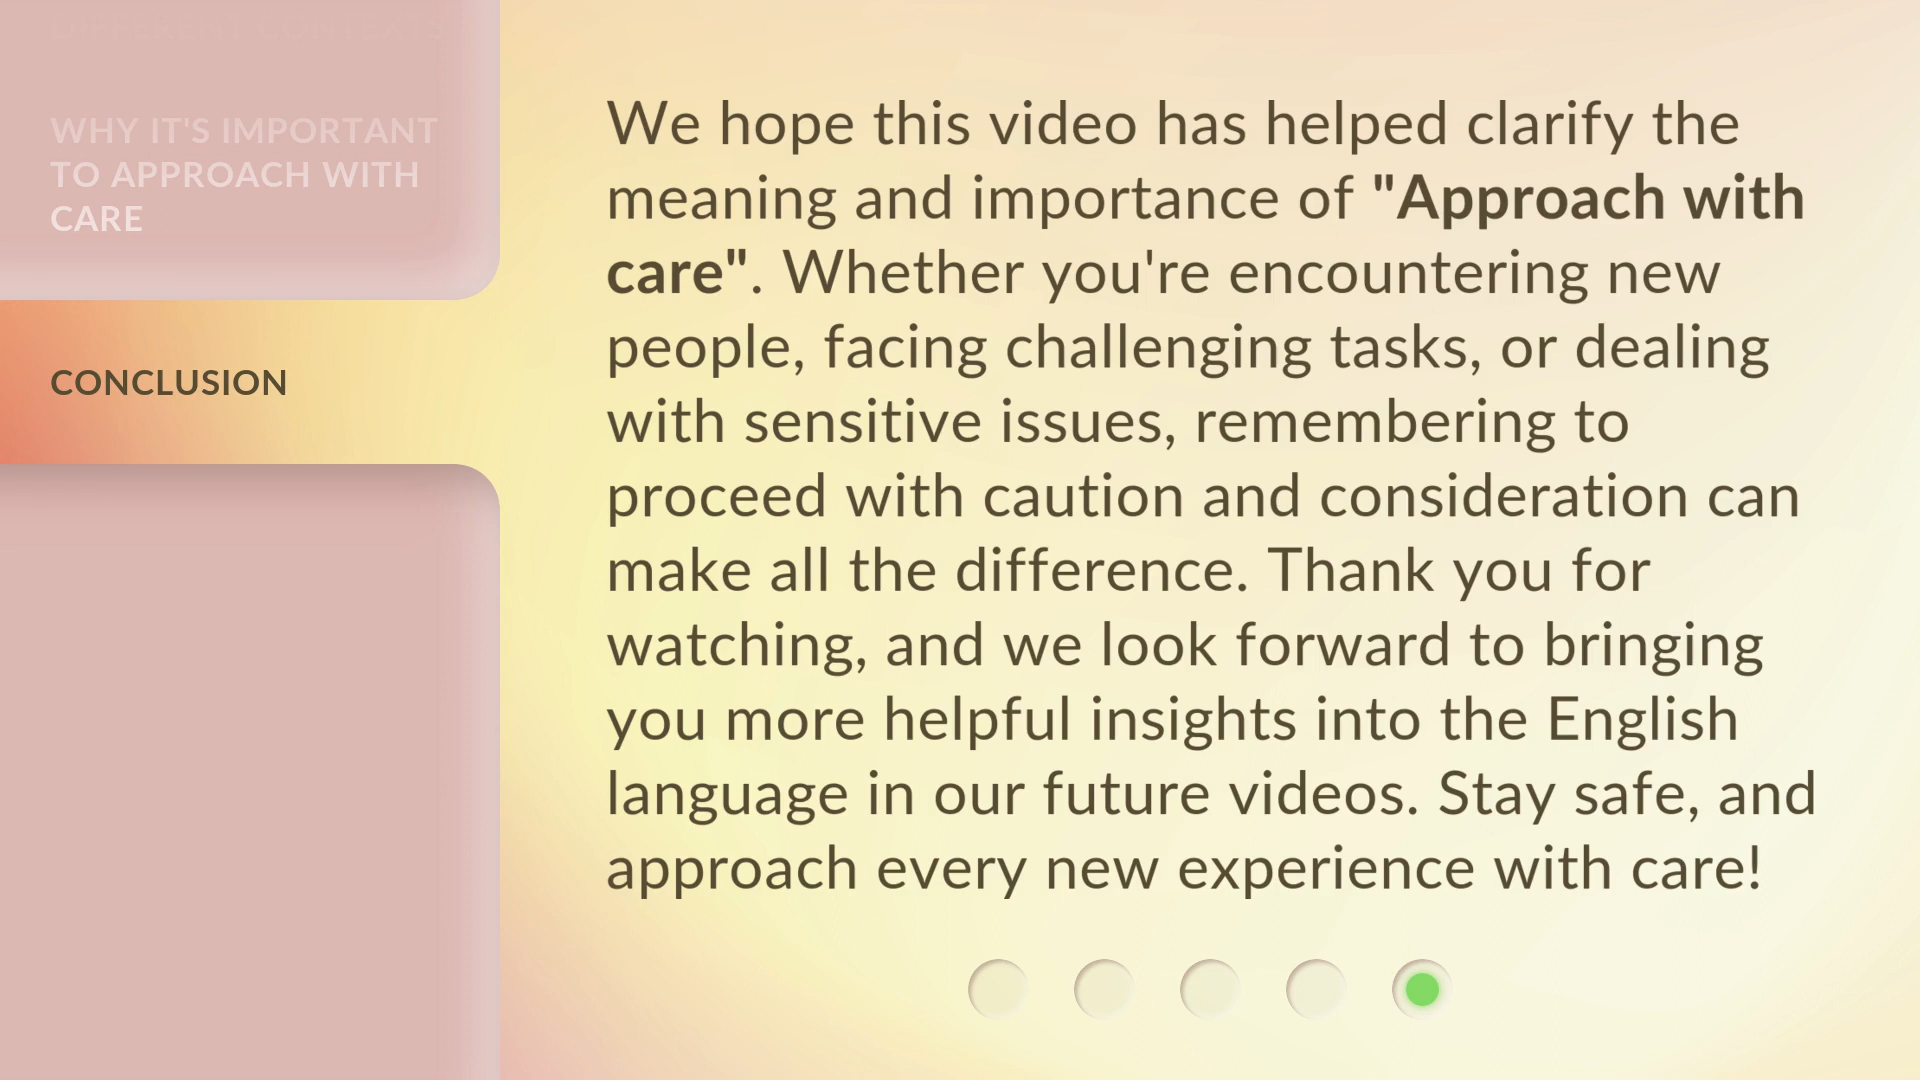 DIFFERENT CONTEXTS
WHY IT'S IMPORTANT
TO APPROACH WITH
CARE
CONCLUSION
We hope this video has helped clarify the
meaning and importance of "Approach with
care". Whether you're encountering new
people, facing challenging tasks, or dealing
with sensitive issues, remembering to
proceed with caution and consideration can
make all the difference. Thank you for
watching, and we look forward to bringing
you more helpful insights into the English
language in our future videos. Stay safe, and
approach every new experience with care!